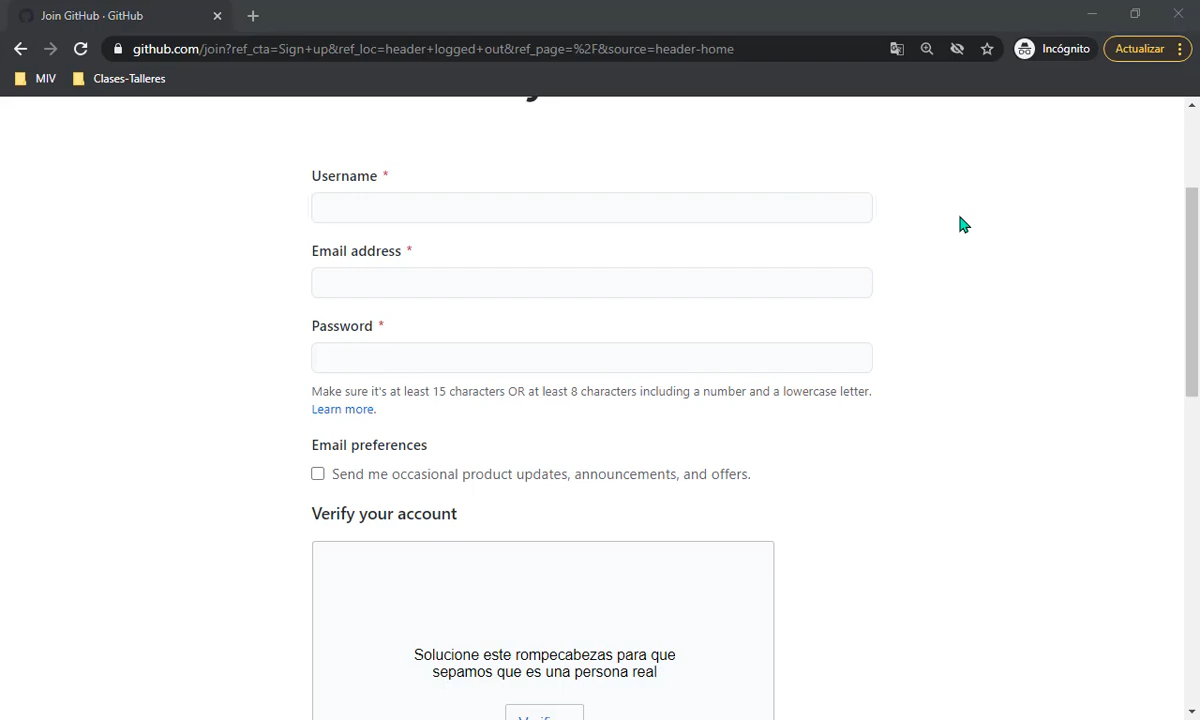 Join GitHub · GitHub
github.com/join?ref_cta=Sign+up&ref_loc=header+logged+out&ref_page=%2F&source=header-home
Incógnito
Actualizar
MIV
Clases-Talleres
Username *
Email address *
Password *
Make sure it's at least 15 characters OR at least 8 characters including a number and a lowercase letter.
Learn more.
Email preferences
Send me occasional product updates, announcements, and offers.
Verify your account
Solucione este rompecabezas para que
sepamos que es una persona real